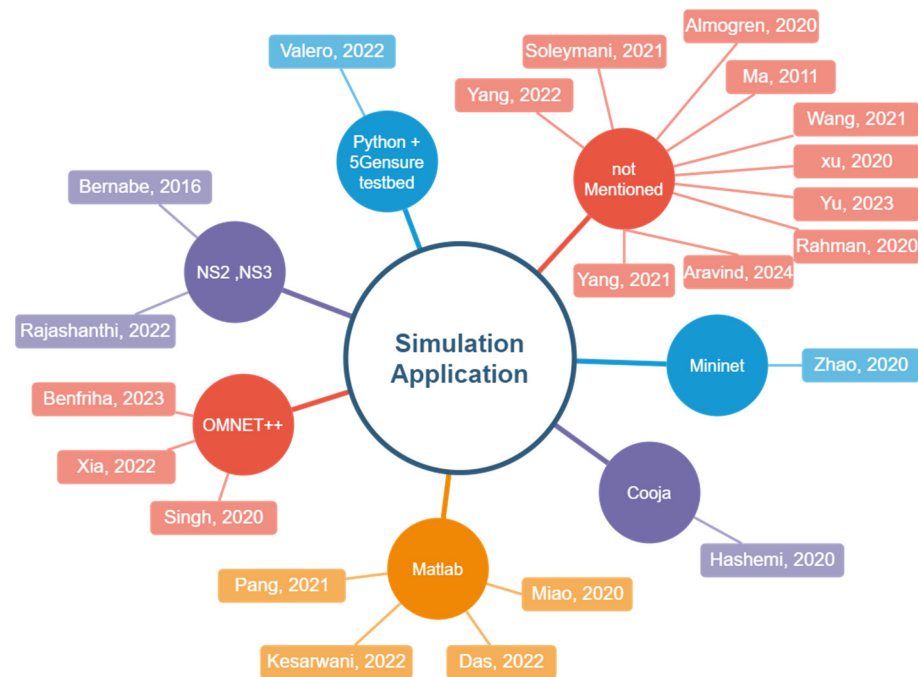 Almogren, 2020
Soleymani, 2021
Valero, 2022
Ma, 2011
Yang, 2022
Wang, 2021
Python +
5Gensure
testbed
not
Mentioned
xu, 2020
Bernabe, 2016
Yu, 2023
Rahman, 2020
NS2 ,NS3
Yang, 2021
Aravind, 2024
Rajashanthi, 2022
Simulation
Application
Mininet
Zhao, 2020
Benfriha, 2023
OMNET++
Xia, 2022
Cooja
Singh, 2020
Hashemi, 2020
Matlab
Pang, 2021
Miao, 2020
Kesarwani, 2022
Das, 2022